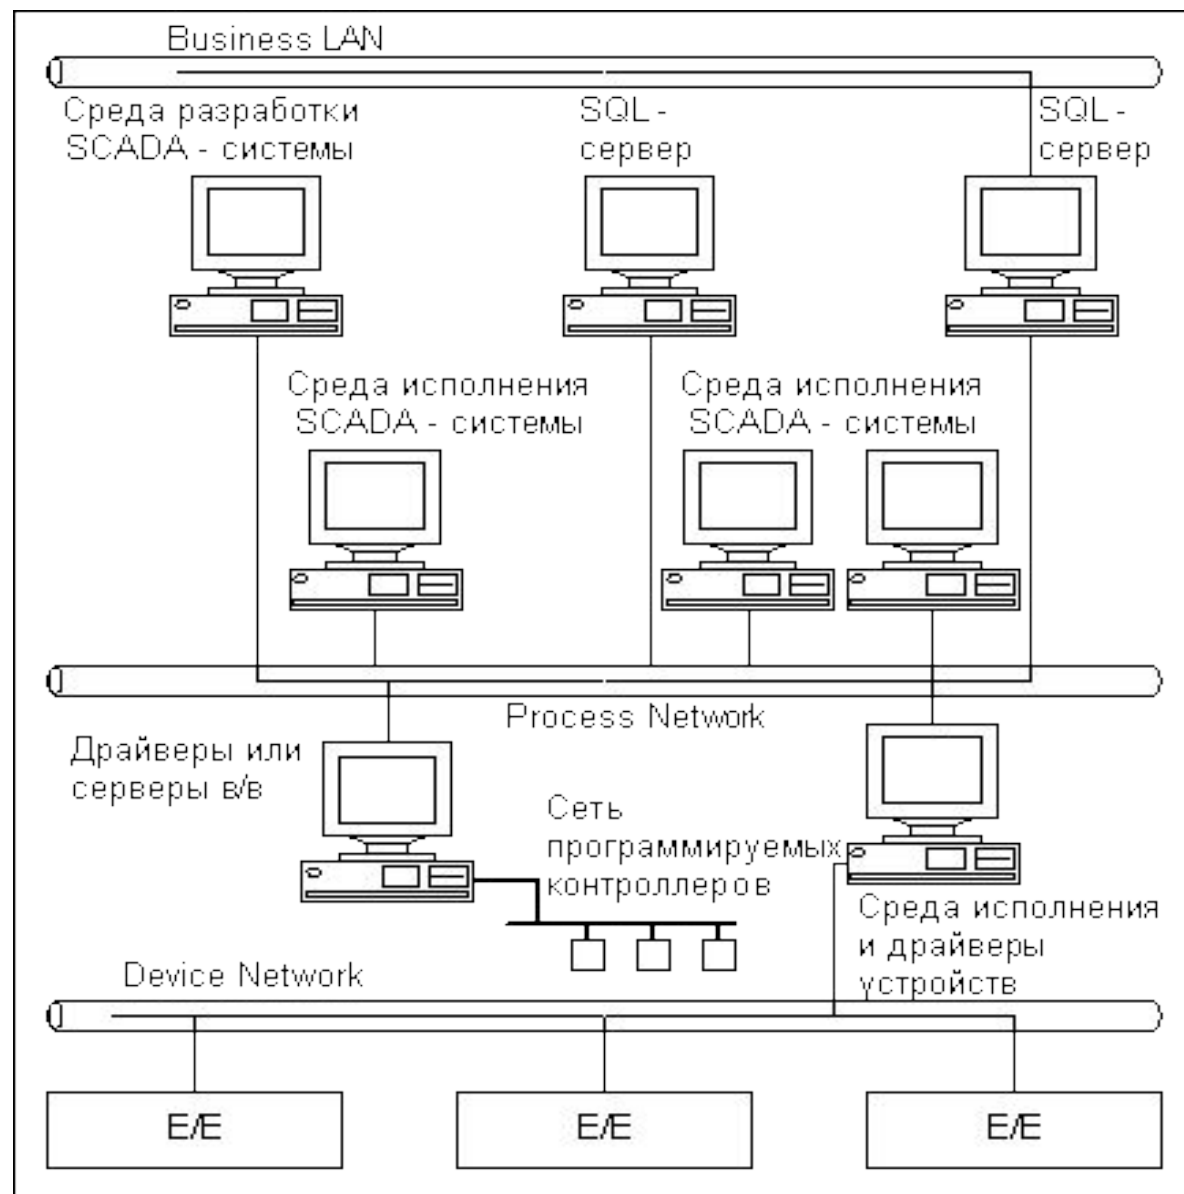 Business LAN
Среда разработки
SCADA - системы
SQL -
сервер
SQL -
сервер
Среда исполнения
SCADA - системы
Среда исполнения
SCADA - системы
Process Network
Драйверы или
серверы в/в
Сеть
программируемых
контроллеров
Среда исполнения
и драйверы
устройств
Device Network
E/E
E/E
E/E